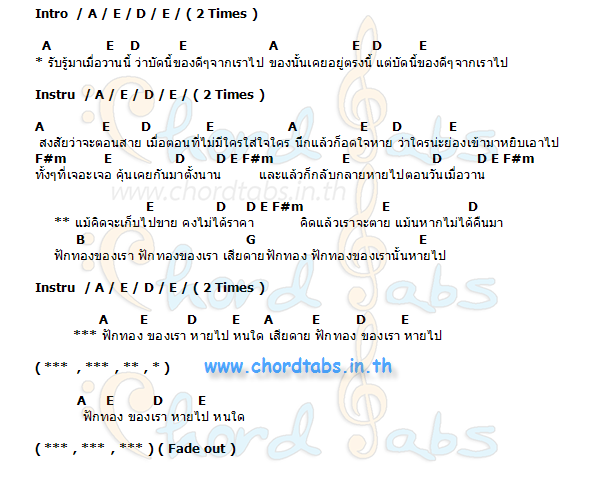 Intro / A / E / D / E / ( 2 Times )
A E D E A E D E
* รับรู้มาเมื่อวานนี้ ว่าบัดนี้ของดีๆจากเราไป ของนั้นเคยอยู่ตรงนี้ แต่บัดนี้ของดีๆจากเราไป
Instru / A / E / D / E / ( 2 Times )
A E D E A E D E
สงสัยว่าจะตอนสาย เมื่อตอนที่ไม่มีใครใส่ใจใคร นึกแล้วก็อดใจหาย ว่าใครน่ะย่องเข้ามาหยิบเอาไป
F#m E D D E F#m E D D E F#m
ทั้งๆที่เจอะเจอ คุ้นเคยกันมาตั้งนาน และแล้วก็กลับกลายหายไปตอนวันเมื่อวาน
E D D E F#m E D
** แม้คิดจะเก็บไปขาย คงไม่ได้ราคา คิดแล้วเราจะตาย แม้นหากไม่ได้คืนมา
B G E
ฟักทองของเรา ฟักทองของเรา เสียดายฟักทอง ฟักทองของเรานั้นหายไป
Instru / A / E / D / E / ( 2 Times )
A E D E A E D E
*** ฟักทอง ของเรา หายไป หนใด เสียดาย ฟักทอง ของเรา หายไป
( *** , *** , ** , * )
www.chordtabs.in.th
A E D E
ฟักทอง ของเรา หายไป หนใด
( *** , *** , *** ) ( Fade out )
www.chordtabs.in.th
Chord Tabs
Chord Tabs